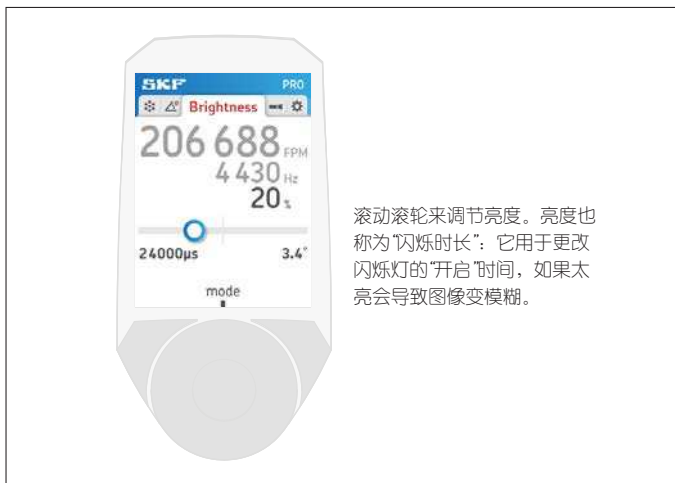 SKF PRO
Brightness
206 688 FPM
4 430 Hz
20 %
24000µs 3.4°
mode
滚动滚轮来调节亮度。亮度也
称为“闪烁时长”：它用于更改
闪烁灯的“开启”时间，如果太
亮会导致图像变模糊。